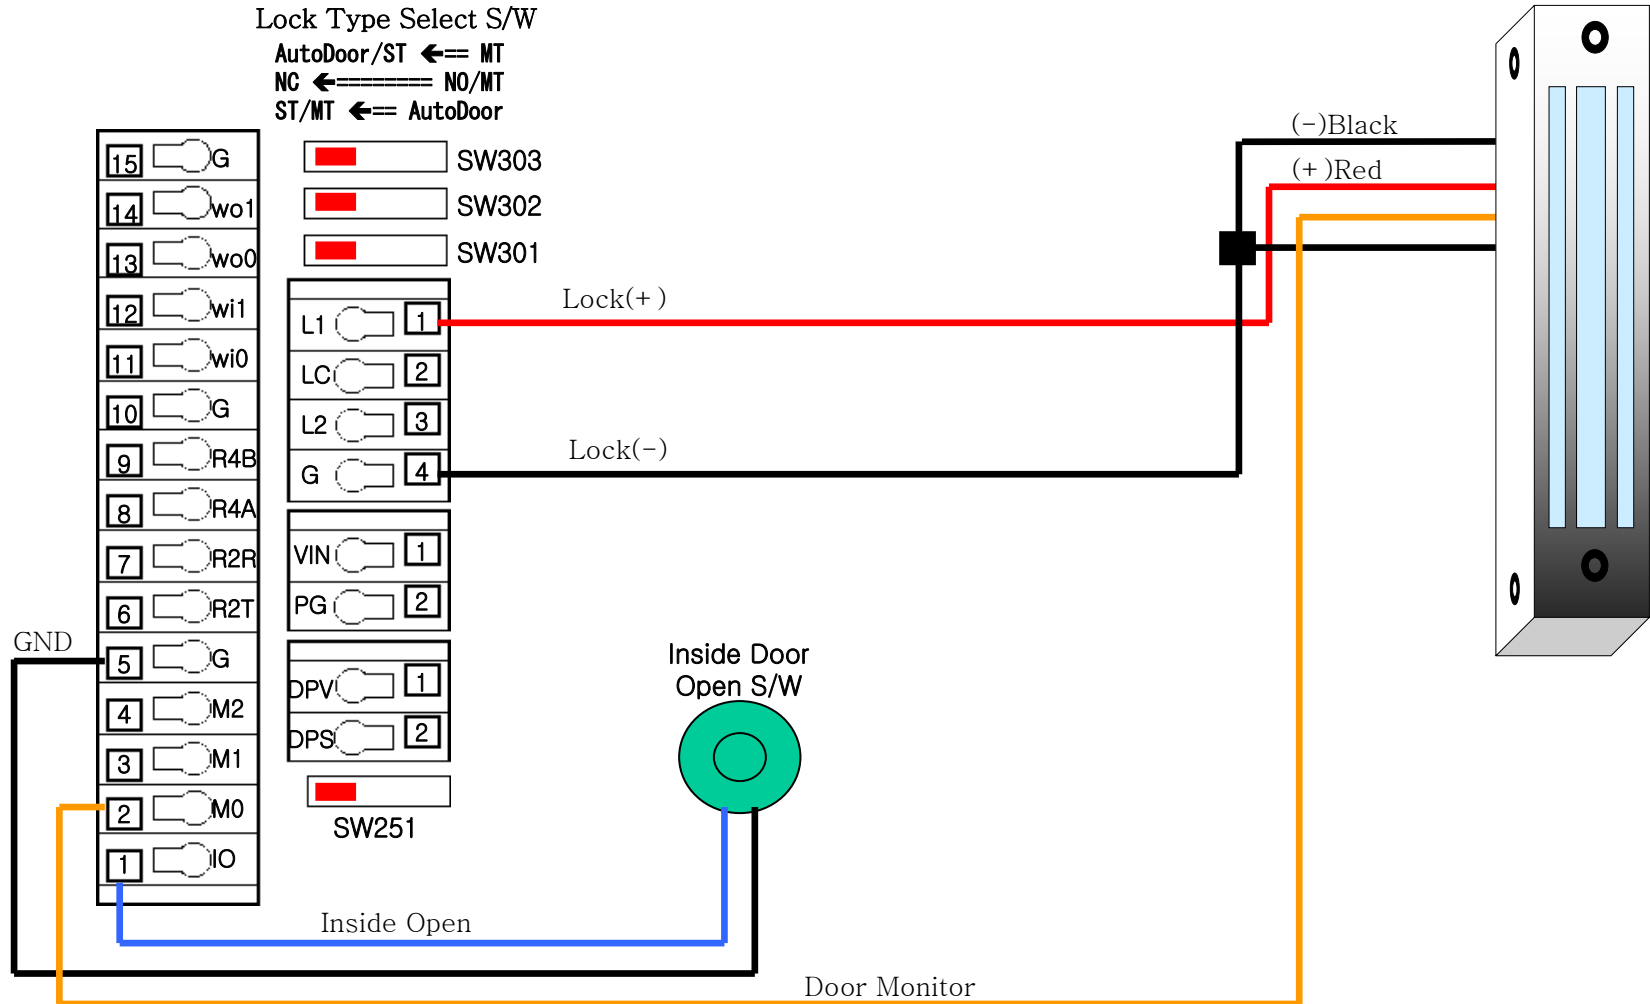 Lock Type Select S/W
AutoDoor/ST ←== MT
NC ←======== NO/MT
ST/MT ←== AutoDoor
15 G
14 wo1
13 wo0
12 wi1
11 wi0
10 G
9 R4B
8 R4A
7 R2R
6 R2T
5 G
4 M2
3 M1
2 M0
1 IO
GND
SW303
SW302
SW301
L1 1
LC 2
L2 3
G 4
VIN 1
PG 2
DPV 1
DPS 2
SW251
Lock(+)
Lock(-)
(-)Black
(+)Red
Inside Door
Open S/W
Inside Open
Door Monitor